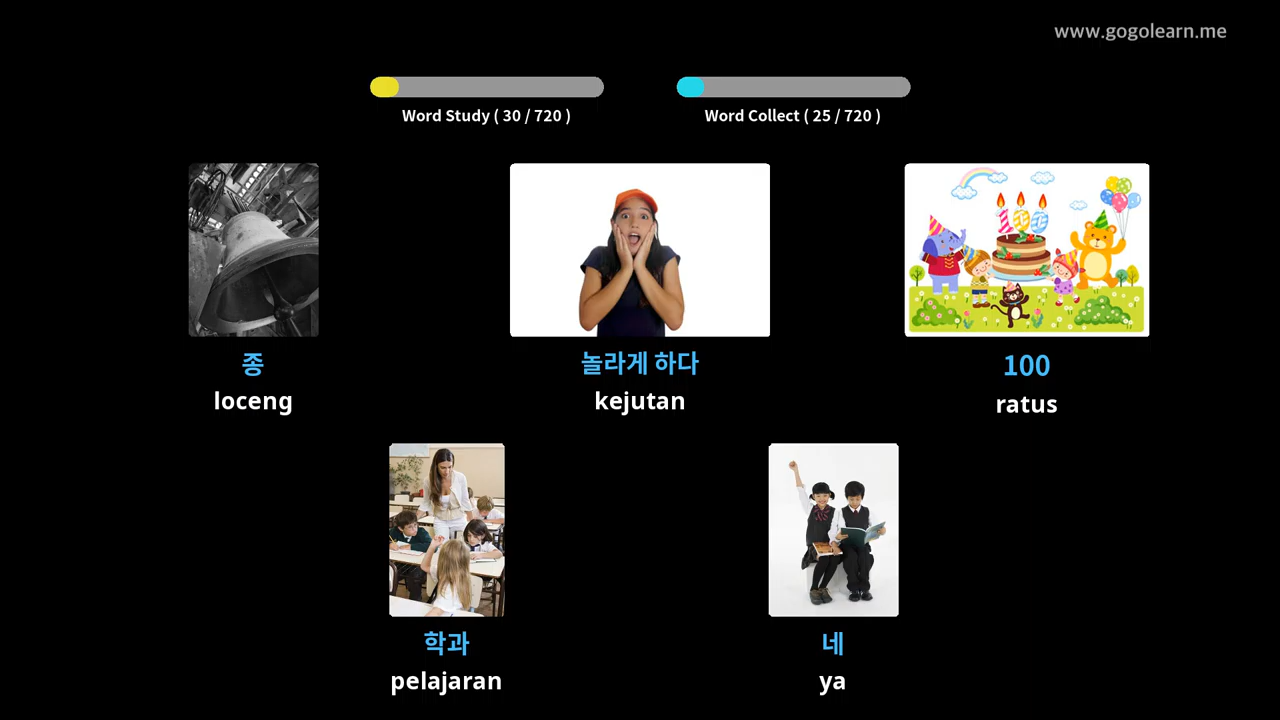 www.gogolearn.me
Word Study ( 30 / 720 )
Word Collect ( 25 / 720 )
종
loceng
놀라게 하다
kejutan
100
100
ratus
학과
pelajaran
네
ya